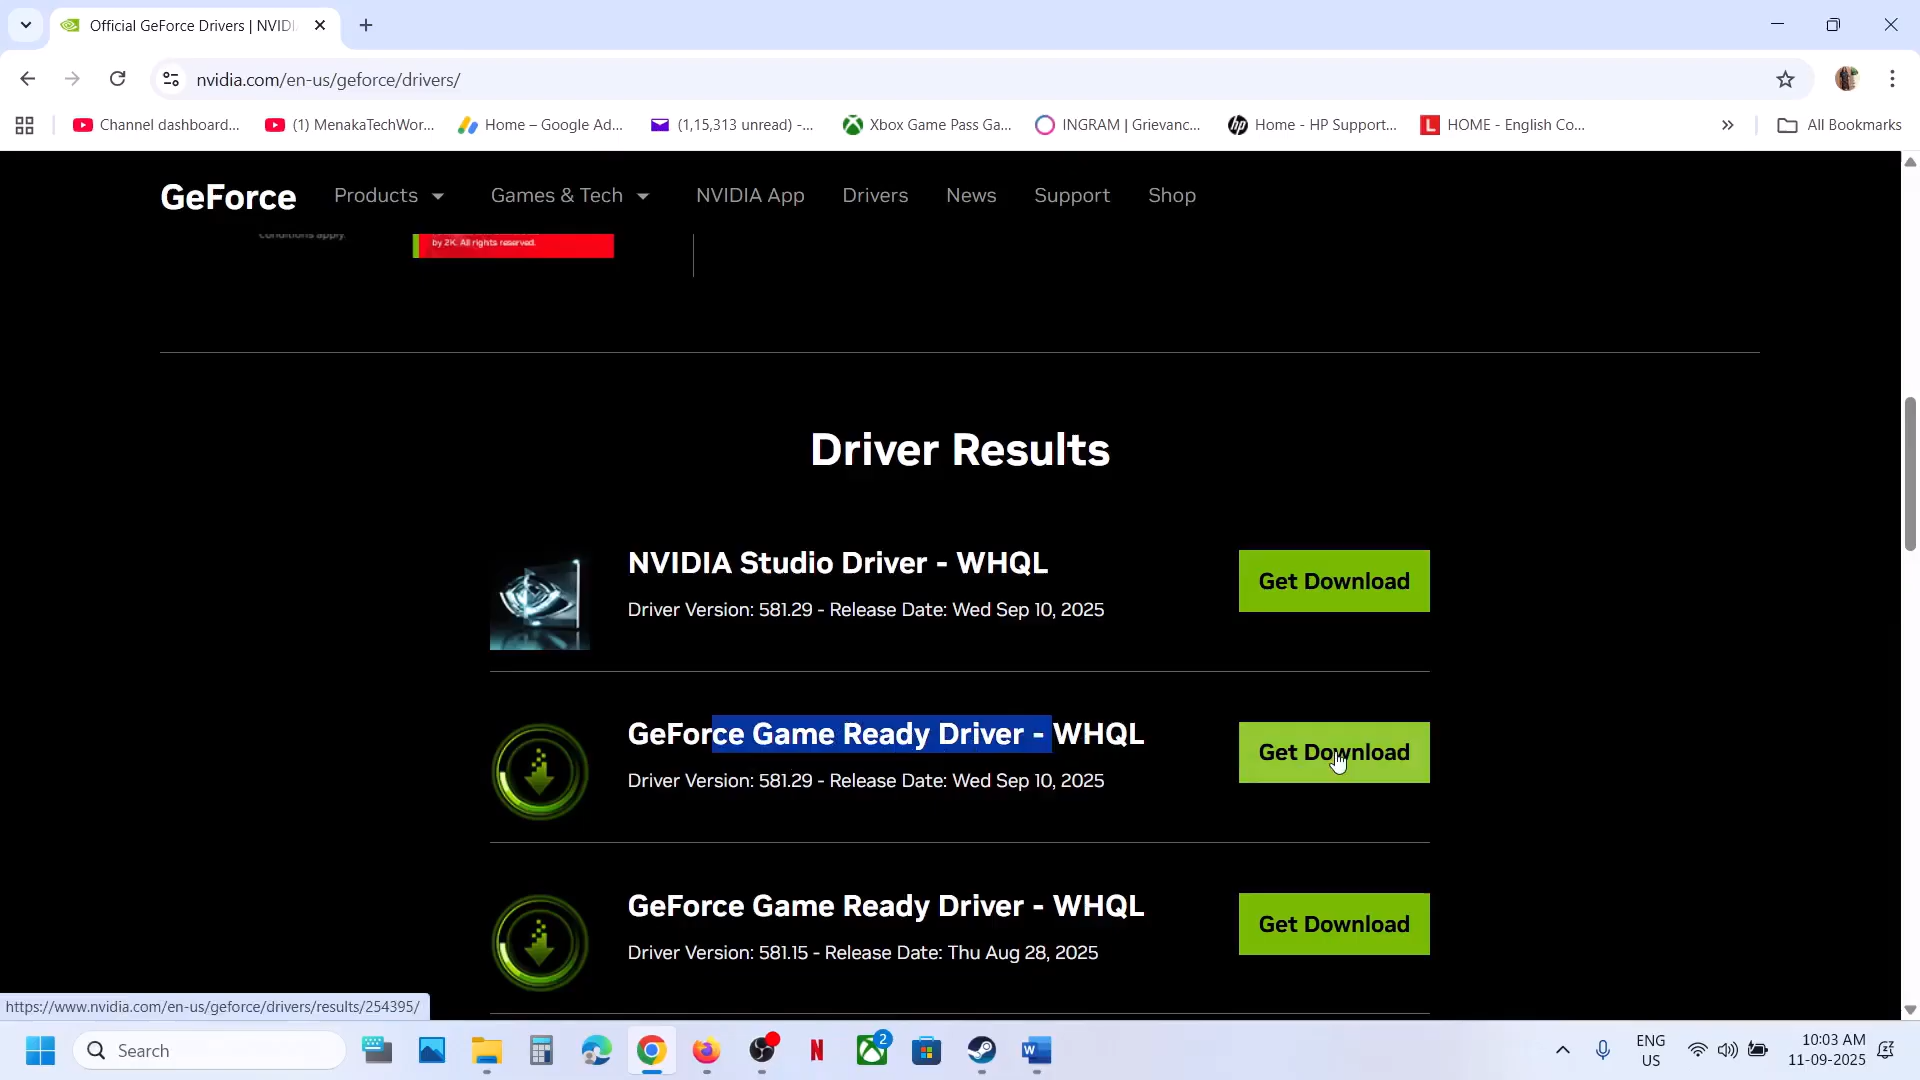 Official GeForce Drivers | NVIDI
nvidia.com/en-us/geforce/drivers/
Channel dashboard...
(1) MenakaTechWor...
Home – Google Ad...
(1,15,313 unread) -...
Xbox Game Pass Ga...
INGRAM | Grievanc...
Home - HP Support...
HOME - English Co...
All Bookmarks
GeForce
Products
Games & Tech
NVIDIA App
Drivers
News
Support
Shop
conditions apply.
by 2K. All rights reserved.
Driver Results
NVIDIA Studio Driver - WHQL
Driver Version: 581.29 - Release Date: Wed Sep 10, 2025
Get Download
GeForce Game Ready Driver - WHQL
Driver Version: 581.29 - Release Date: Wed Sep 10, 2025
Get Download
GeForce Game Ready Driver - WHQL
Driver Version: 581.15 - Release Date: Thu Aug 28, 2025
Get Download
https://www.nvidia.com/en-us/geforce/drivers/results/254395/
Search
2
ENG
US
10:03 AM
11-09-2025